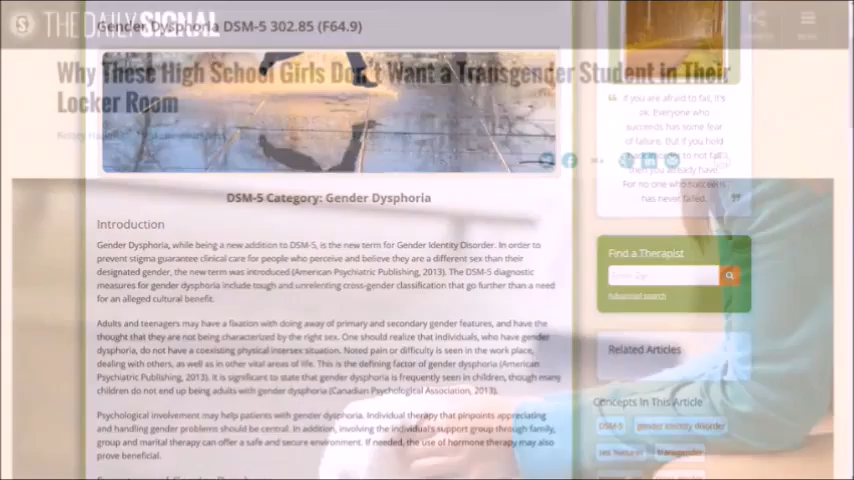 THE DAILY SIGNAL
Gender Dysphoria DSM-5 302.85 (F64.9)
Why These High School Girls Don't Want a Transgender Student in Their
Locker Room
If you are afraid to fail, it's
ok. Everyone who
succeeds has some fear
of failure. But if you hold
to not fail,
then you already have.
For no one who succeeds
has never failed.
DSM-5 Category: Gender Dysphoria
Introduction
Gender Dysphoria, while being a new addition to DSM-5, is the new term for Gender Identity Disorder. In order to
prevent stigma guarantee clinical care for people who perceive and believe they are a different sex than their
designated gender, the new term was introduced (American Psychiatric Publishing, 2013). The DSM-5 diagnostic
measures for gender dysphoria include tough and unrelenting cross-gender classification that go further than a need
for an alleged cultural benefit.
Adults and teenagers may have a fixation with doing away of primary and secondary gender features, and have the
thought that they are not being characterized by the right sex. One should realize that individuals, who have gender
dysphoria, do not have a coexisting physical intersex situation. Noted pain or difficulty is seen in the work place,
dealing with others, as well as in other vital areas of life. This is the defining factor of gender dysphoria (American
Psychiatric Publishing, 2013). It is significant to state that gender dysphoria is frequently seen in children, though many
children do not end up being adults with gender dysphoria (Canadian Psychological Association, 2013).
Psychological involvement may help patients with gender dysphoria. Individual therapy that pinpoints appreciating
and handling gender problems should be central. In addition, involving the individual's support group through family,
group and marital therapy can offer a safe and secure environment. If needed, the use of hormone therapy may also
prove beneficial.
Find a Therapist
Advanced search
Related Articles
Concepts In This Article
DSM-5 gender identity disorder
transgender